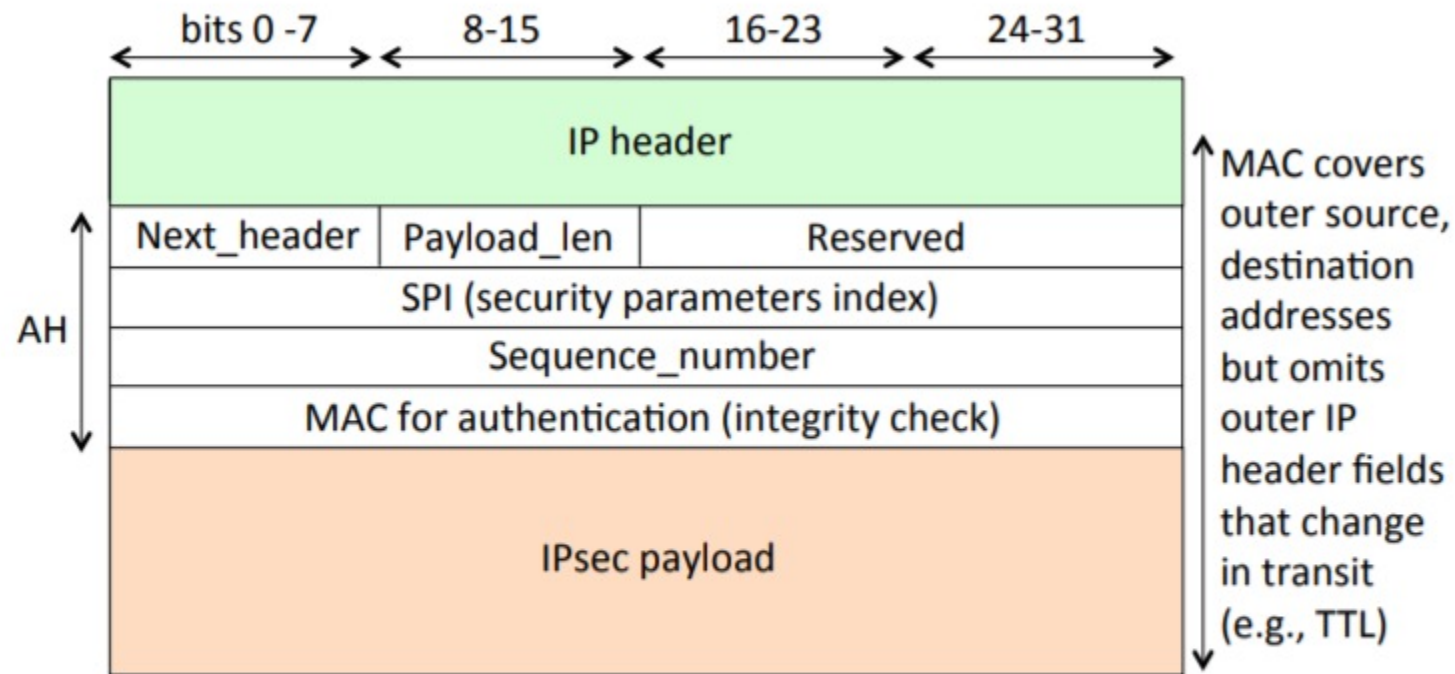 bits 0 -7 8-15 16-23 24-31
IP header
Next_header Payload_len Reserved
SPI (security parameters index)
AH
Sequence_number
MAC for authentication (integrity check)
IPsec payload
MAC covers
outer source,
destination
addresses
but omits
outer IP
header fields
that change
in transit
(e.g., TTL)